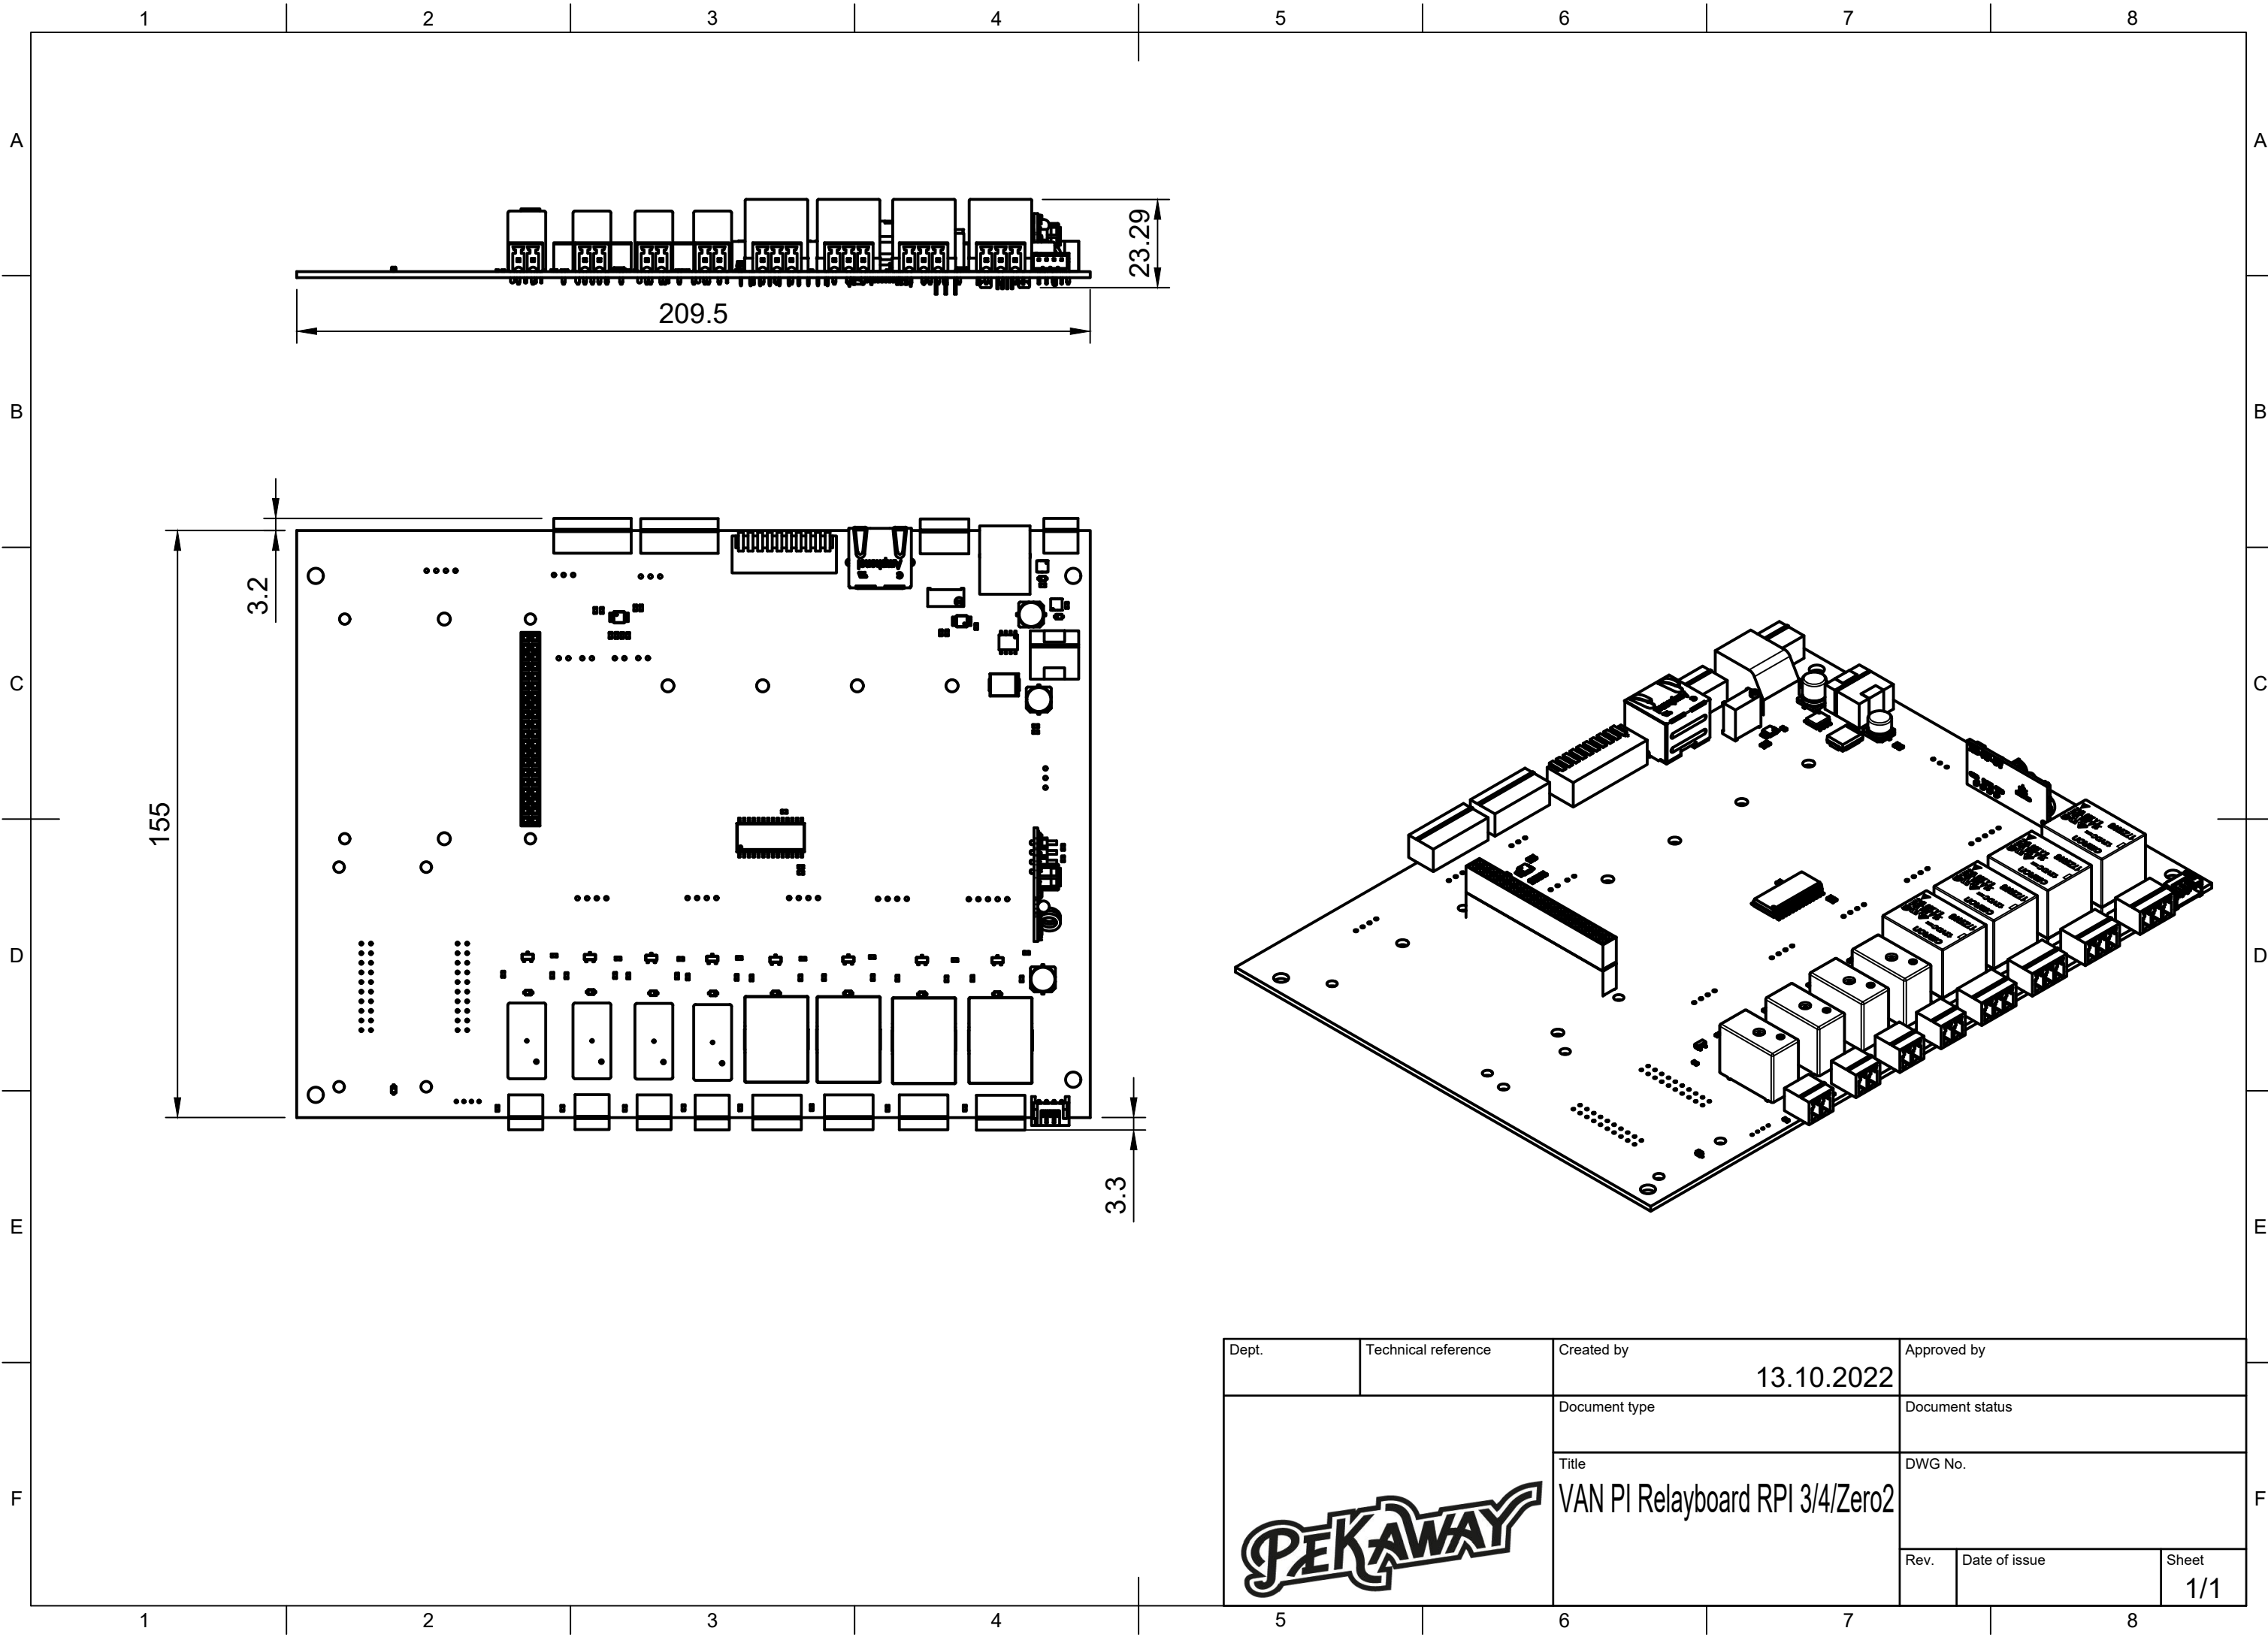 1 2 3 4 5 6 7 8
A A
23.29
209.5
B B
3.2
C C
155
D D
3.3
E E
Dept. Technical reference Created by Approved by
13.10.2022
Document type Document status
Title DWG No.
VAN PI Relayboard RPI 3/4/Zero2
F F
PEKAWAY
Rev. Date of issue Sheet
1/1
1 2 3 4 5 6 7 8